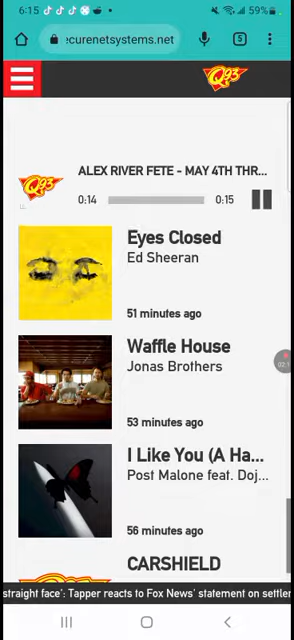 6:15
59%
ecurenetsystems.net
5
Q93
Q93
ALEX RIVER FETE - MAY 4TH THR...
0:14
0:15
Eyes Closed
Ed Sheeran
51 minutes ago
Waffle House
Jonas Brothers
53 minutes ago
I Like You (A Ha...
Post Malone feat. Doj...
56 minutes ago
CARSHIELD
straight face': Tapper reacts to Fox News' statement on settler